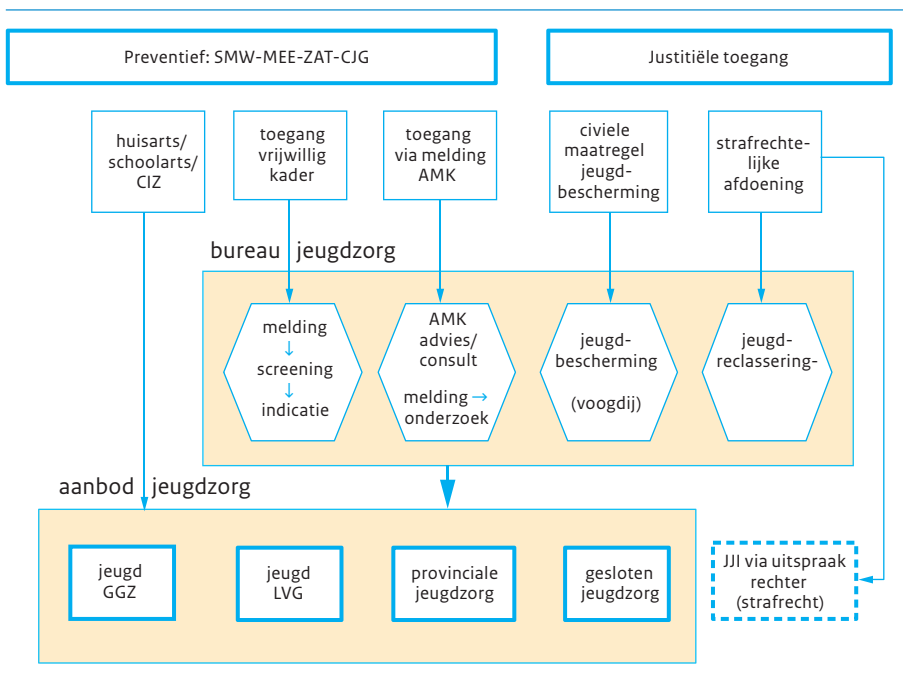 Preventief: SMW-MEE-ZAT-CJG
Justitiële toegang
huisarts/
schoolarts/
CIZ
toegang
vrijwillig
kader
toegang
via melding
AMK
civiele
maatregel
jeugd-
bescherming
strafrechte-
lijke
afdoening
bureau jeugdzorg
melding
↓
screening
↓
indicatie
AMK
advies/
consult
melding →
onderzoek
jeugd-
bescherming
(voogdij)
jeugd-
reclassering-
aanbod jeugdzorg
jeugd
GGZ
jeugd
LVG
provinciale
jeugdzorg
gesloten
jeugdzorg
JJI via uitspraak
rechter
(strafrecht)